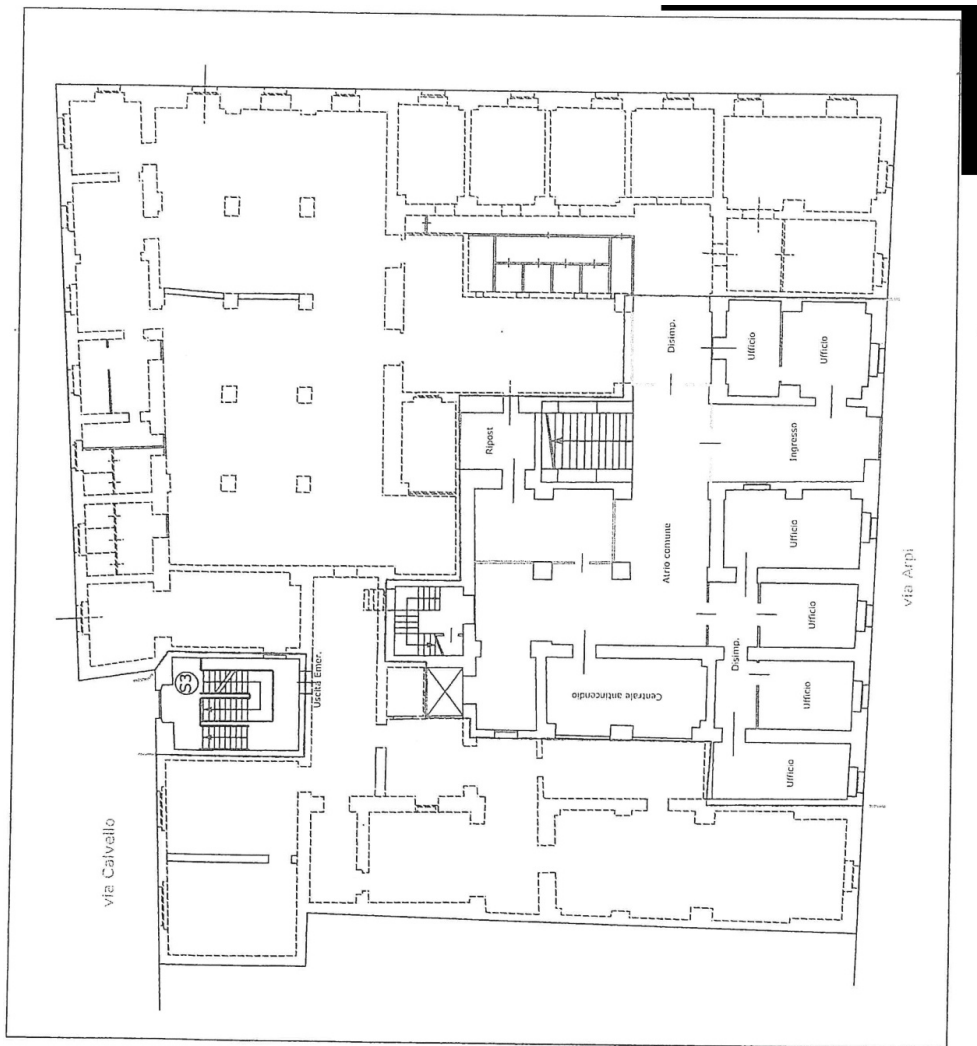 via Calvello
S3
Uscita Emer.
Ripost
Disimp.
Ufficio
Ufficio
Ingresso
Atrio comune
Ufficio
Ufficio
Disimp.
Centrale antincendio
Ufficio
Ufficio
via Arpi